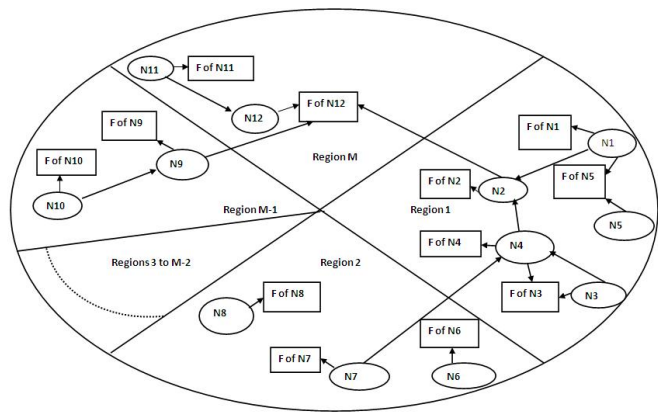 N11
F of N11
F of N12
N12
F of N9
N9
F of N10
N10
Region M
Region M-1
F of N1
N1
F of N5
N5
F of N2
N2
Region 1
F of N4
N4
F of N3
N3
Regions 3 to M-2
Region 2
F of N8
N8
F of N7
N7
F of N6
N6